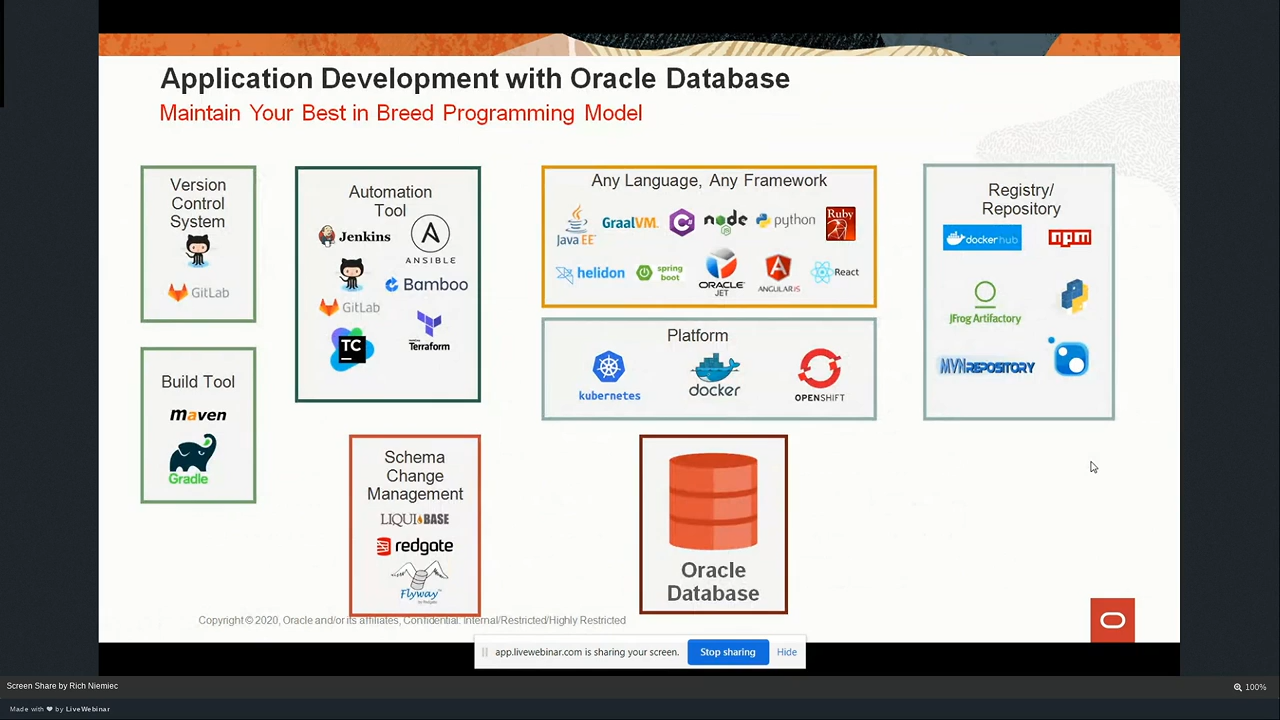 Application Development with Oracle Database
Maintain Your Best in Breed Programming Model
Version
Control
System
GitLab
Build Tool
maven
Gradle
Automation
Tool
Jenkins
ANSIBLE
Bamboo
GitLab
TC
HashiCorp
Terraform
Schema
Change
Management
LIQUIBASE
redgate
Flyway
by Redgate
Any Language, Any Framework
Java EE
GraalVM.
C#
node
JS
python
Ruby
helidon
spring
boot
ORACLE
JET
ANGULARJS
React
Platform
kubernetes
docker
OPENSHIFT
Oracle
Database
Registry/
Repository
dockerhub
npm
JFrog Artifactory
MVNREPOSITORY
Copyright © 2020, Oracle and/or its affiliates, Confidential: Internal/Restricted/Highly Restricted
app.livewebinar.com is sharing your screen.
Stop sharing
Hide
Screen Share by Rich Niemiec
100%
Made with ❤ by LiveWebinar